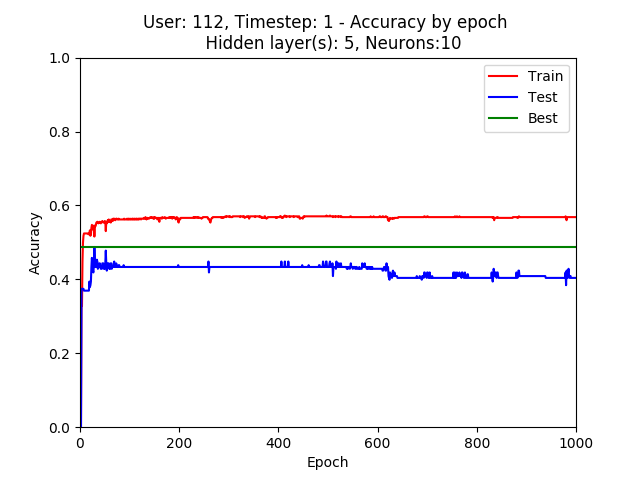 User: 112, Timestep: 1 - Accuracy by epoch
Hidden layer(s): 5, Neurons:10
Train
Test
Best
1.0
0.8
0.6
0.4
0.2
0.0
Accuracy
0 200 400 600 800 1000
Epoch